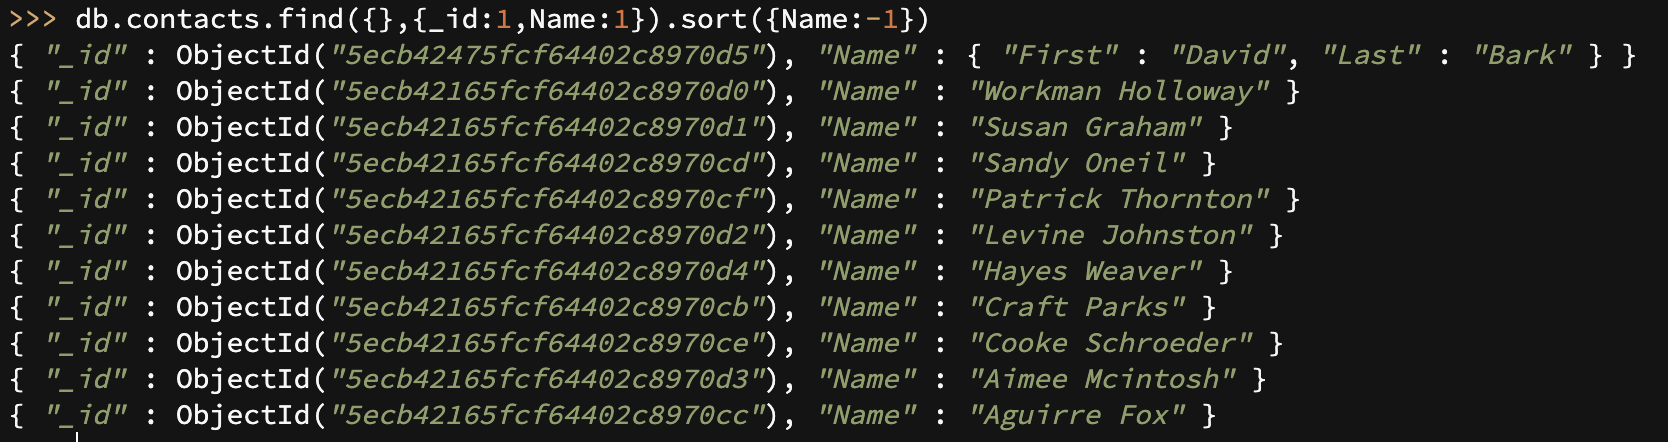 >>> db.contacts.find({},{_id:1,Name:1}).sort({Name:-1})
{ "_id" : ObjectId("5ecb42475fcf64402c8970d5"), "Name" : { "First" : "David", "Last" : "Bark" } }
{ "_id" : ObjectId("5ecb42165fcf64402c8970d0"), "Name" : "Workman Holloway" }
{ "_id" : ObjectId("5ecb42165fcf64402c8970d1"), "Name" : "Susan Graham" }
{ "_id" : ObjectId("5ecb42165fcf64402c8970cd"), "Name" : "Sandy Oneil" }
{ "_id" : ObjectId("5ecb42165fcf64402c8970cf"), "Name" : "Patrick Thornton" }
{ "_id" : ObjectId("5ecb42165fcf64402c8970d2"), "Name" : "Levine Johnston" }
{ "_id" : ObjectId("5ecb42165fcf64402c8970d4"), "Name" : "Hayes Weaver" }
{ "_id" : ObjectId("5ecb42165fcf64402c8970cb"), "Name" : "Craft Parks" }
{ "_id" : ObjectId("5ecb42165fcf64402c8970ce"), "Name" : "Cooke Schroeder" }
{ "_id" : ObjectId("5ecb42165fcf64402c8970d3"), "Name" : "Aimee Mcintosh" }
{ "_id" : ObjectId("5ecb42165fcf64402c8970cc"), "Name" : "Aguirre Fox" }